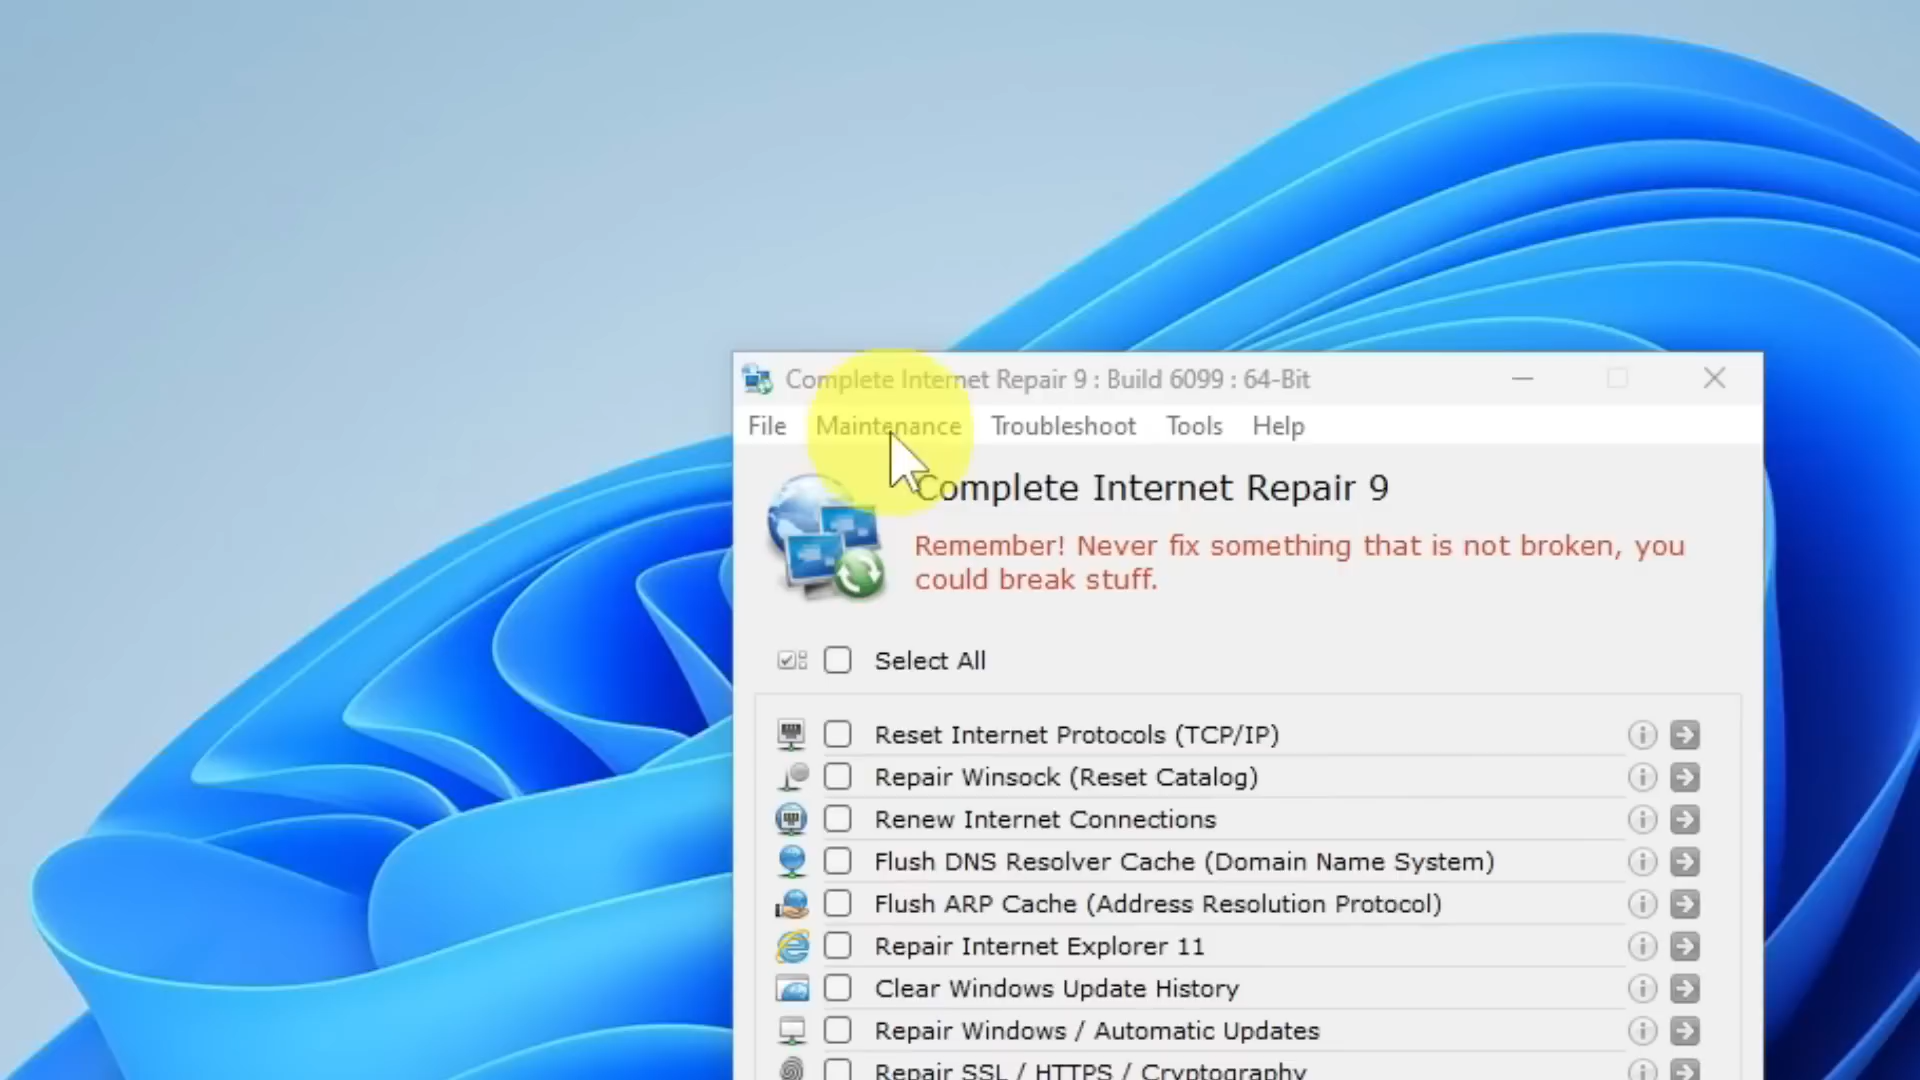 Complete Internet Repair 9 : Build 6099 : 64-Bit
File Maintenance Troubleshoot Tools Help
Complete Internet Repair 9
Remember! Never fix something that is not broken, you
could break stuff.
Select All
Reset Internet Protocols (TCP/IP)
Repair Winsock (Reset Catalog)
Renew Internet Connections
Flush DNS Resolver Cache (Domain Name System)
Flush ARP Cache (Address Resolution Protocol)
Repair Internet Explorer 11
Clear Windows Update History
Repair Windows / Automatic Updates
Repair SSL / HTTPS / Cryptography